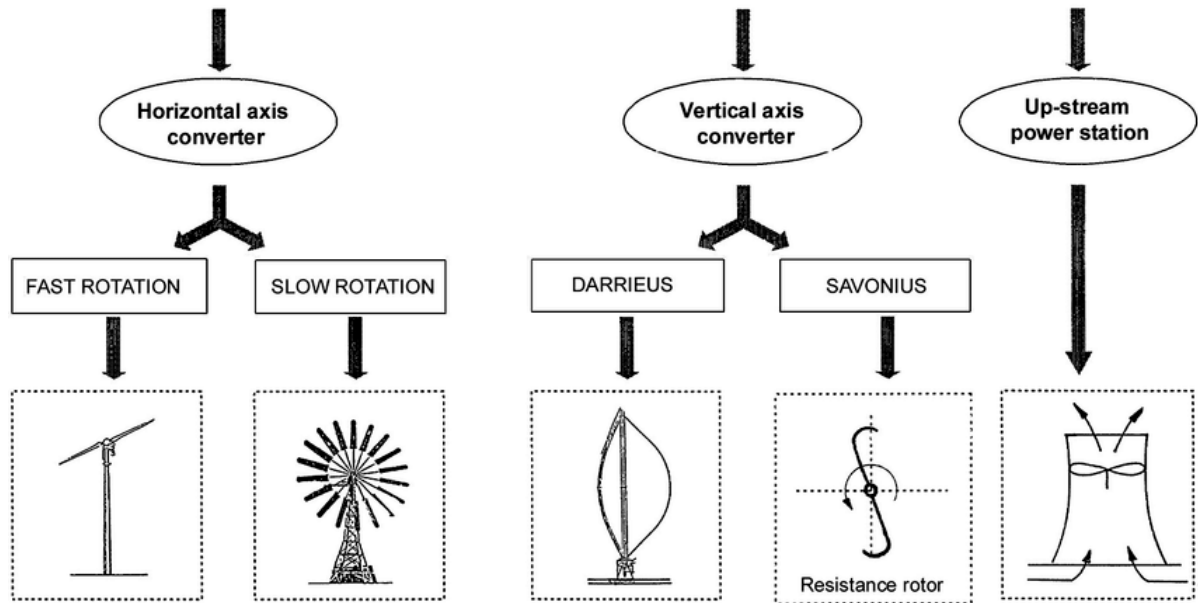 Horizontal axis
converter
Vertical axis
converter
Up-stream
power station
FAST ROTATION
SLOW ROTATION
DARRIEUS
SAVONIUS
Resistance rotor